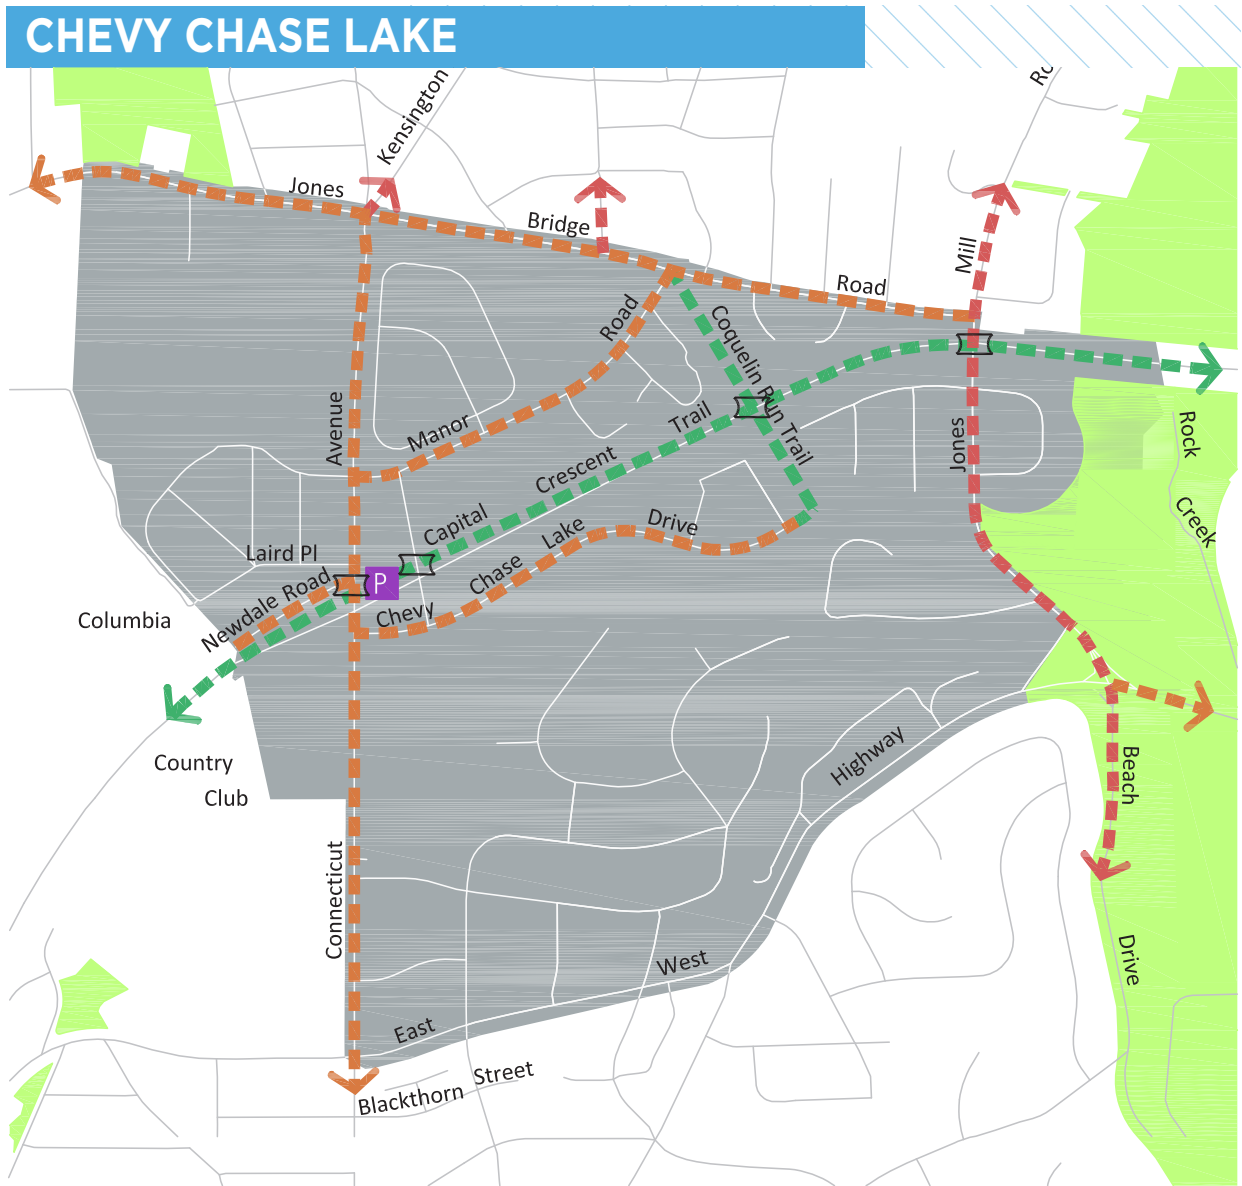 CHEVY CHASE LAKE
Kensington
Ro
Jones
Bridge
Road
Mill
Road
Coquelin Run Trail
Avenue
Manor
Trail
Crescent
Capital
Jones
Rock
Creek
Lake
Drive
Chase
Chevy
Laird Pl
P
Newdale Road
Columbia
Country
Club
Highway
Beach
Drive
Connecticut
West
East
Blackthorn Street